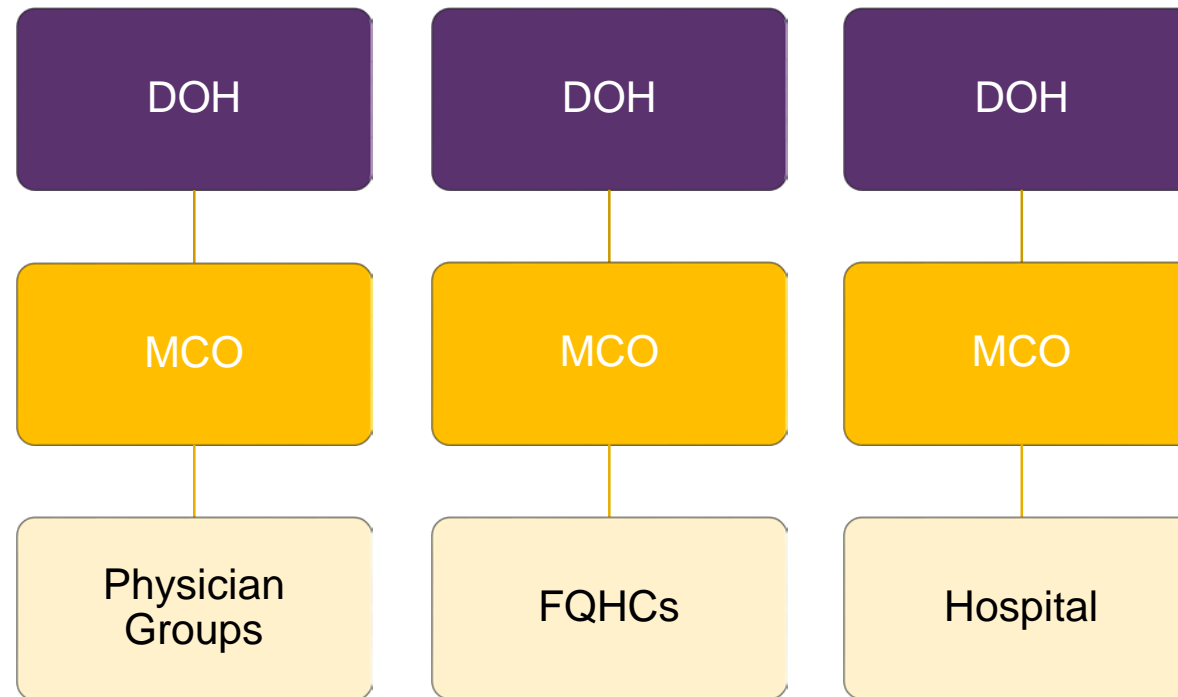 DOH
DOH
DOH
MCO
MCO
MCO
Physician
Groups
FQHCs
Hospital